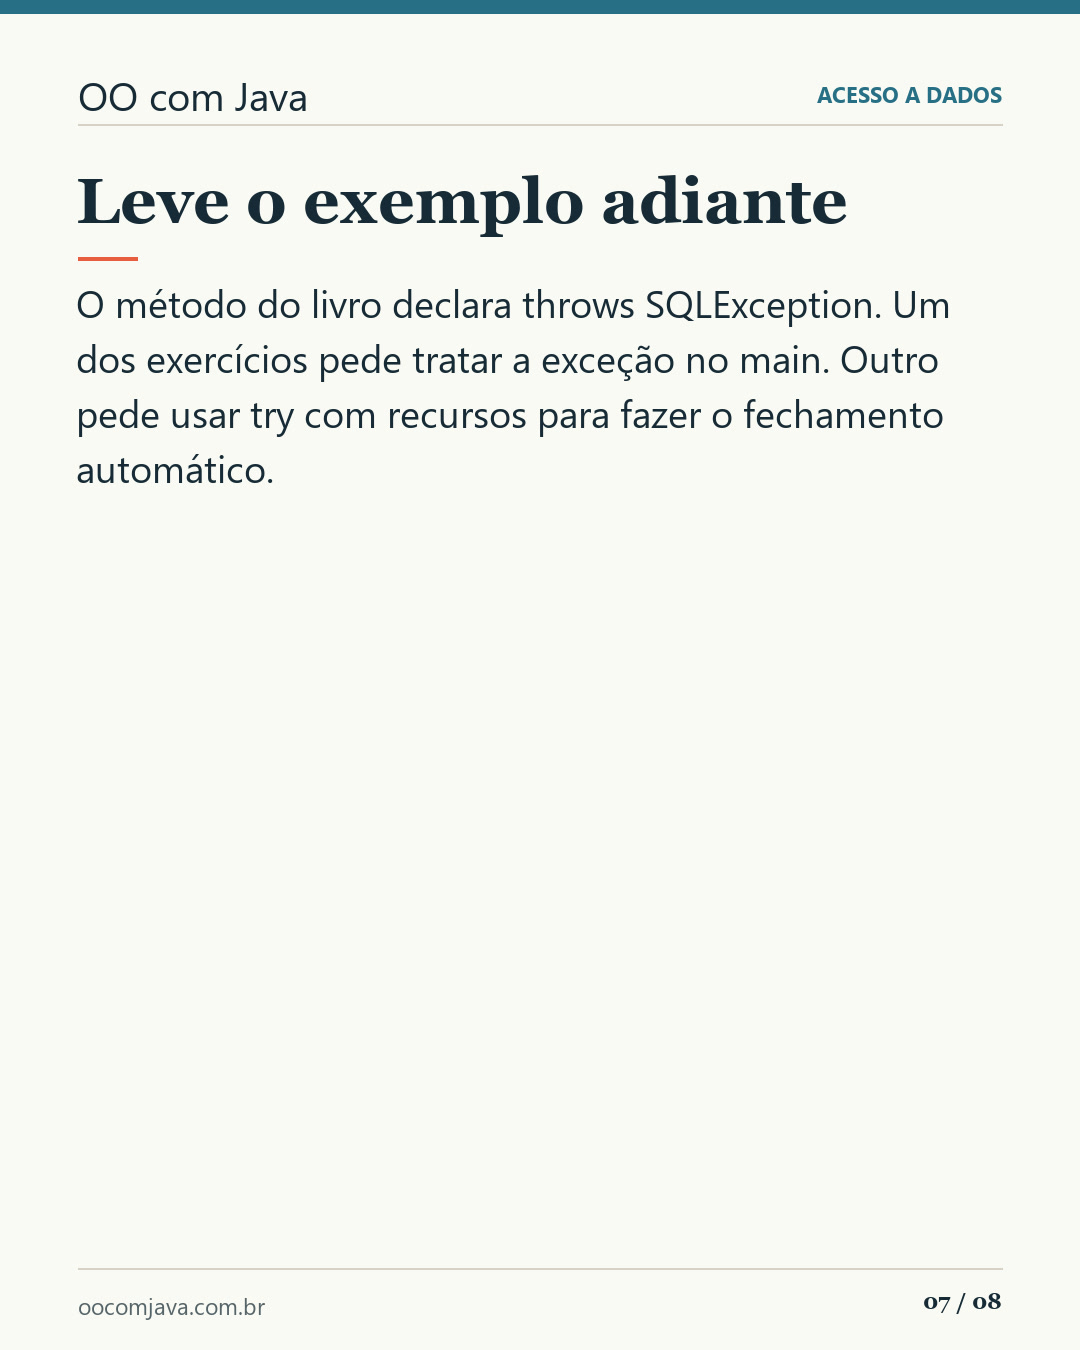 OO com Java
ACESSO A DADOS
Leve o exemplo adiante
O método do livro declara throws SQLException. Um
dos exercícios pede tratar a exceção no main. Outro
pede usar try com recursos para fazer o fechamento
automático.
oocomjava.com.br
07 / 08